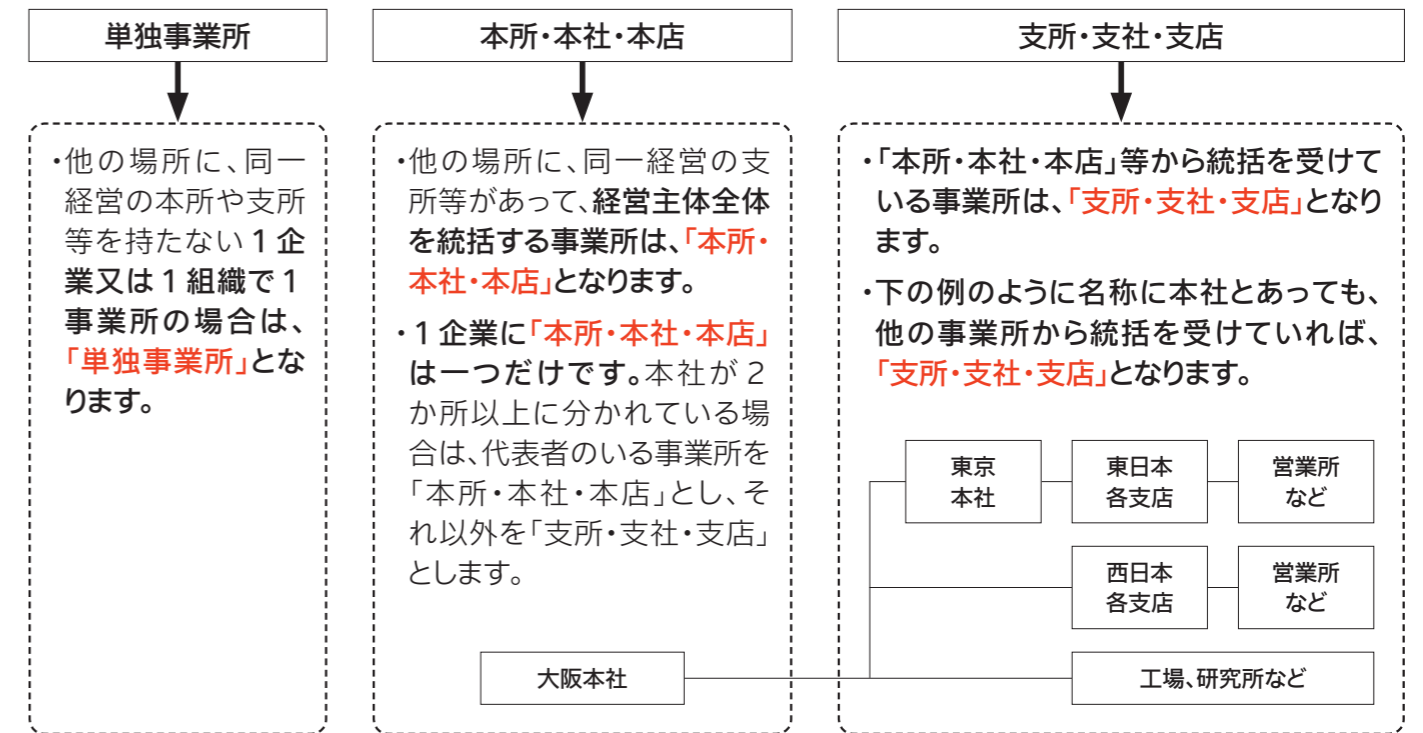 単独事業所
・他の場所に、同一
経営の本所や支所
等を持たない１企
業又は１組織で１
事業所の場合は、
「単独事業所」とな
ります。
本所・本社・本店
・他の場所に、同一経営の支
所等があって、経営主体全体
を統括する事業所は、「本所・
本社・本店」となります。
・１企業に「本所・本社・本店」
は一つだけです。本社が２
か所以上に分かれている場
合は、代表者のいる事業所を
「本所・本社・本店」とし、そ
れ以外を「支所・支社・支店」
とします。
大阪本社
支所・支社・支店
・「本所・本社・本店」等から統括を受けて
いる事業所は、「支所・支社・支店」となり
ます。
・下の例のように名称に本社とあっても、
他の事業所から統括を受けていれば、
「支所・支社・支店」となります。
東京
本社
東日本
各支店
営業所
など
西日本
各支店
営業所
など
工場、研究所など